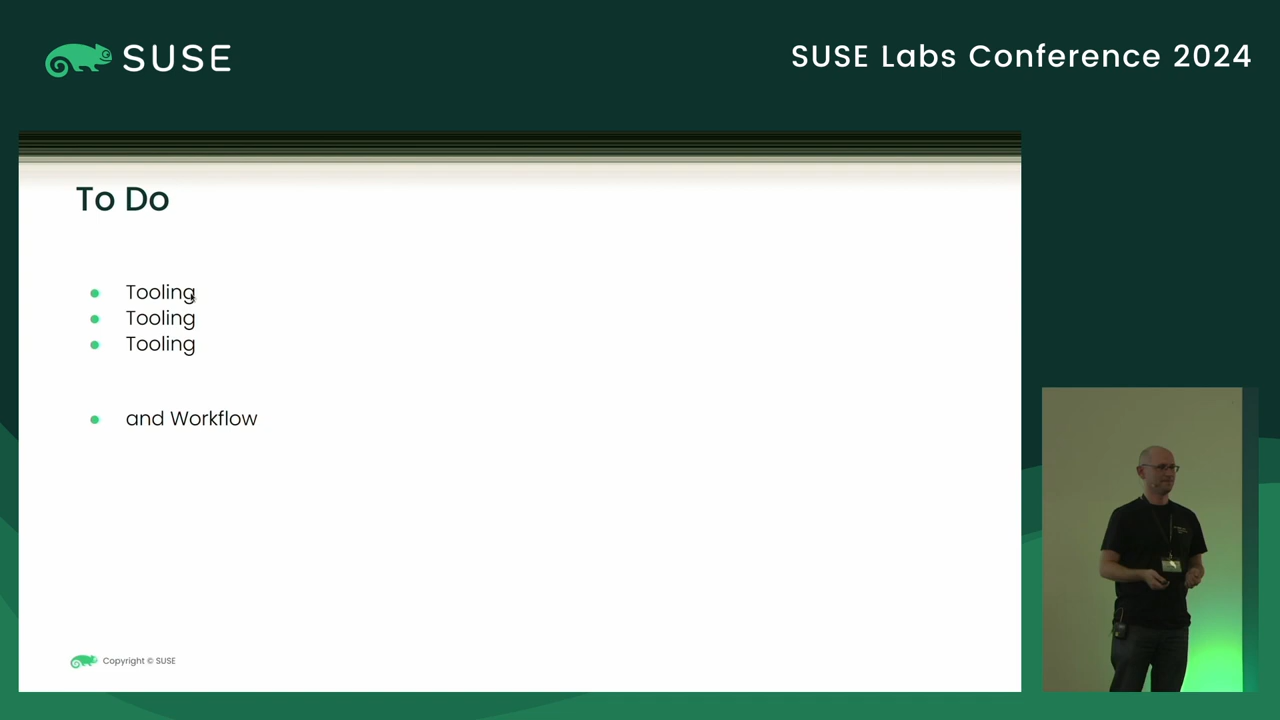 SUSE
SUSE Labs Conference 2024
To Do
Tooling
Tooling
Tooling
and Workflow
Copyright © SUSE